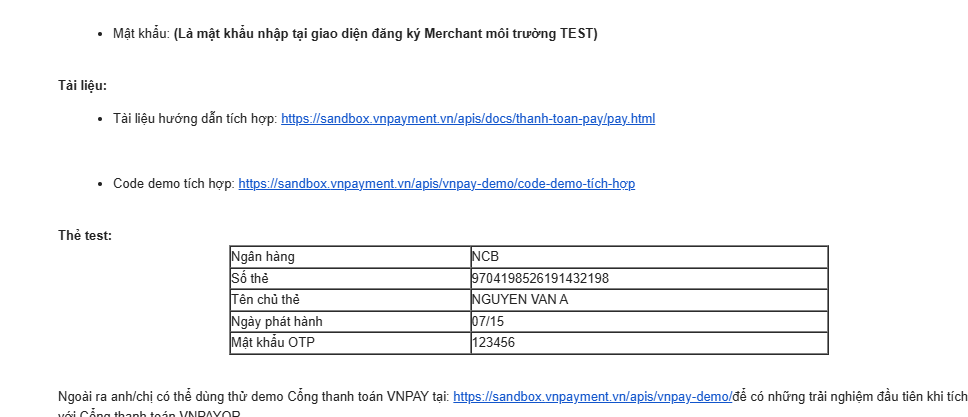 • Mật khẩu: (Là mật khẩu nhập tại giao diện đăng ký Merchant môi trường TEST)
Tài liệu:
• Tài liệu hướng dẫn tích hợp: https://sandbox.vnpayment.vn/apis/docs/thanh-toan-pay/pay.html
• Code demo tích hợp: https://sandbox.vnpayment.vn/apis/vnpay-demo/code-demo-tích-hợp
Thẻ test:
Ngân hàng NCB
Số thẻ 9704198526191432198
Tên chủ thẻ NGUYEN VAN A
Ngày phát hành 07/15
Mật khẩu OTP 123456
Ngoài ra anh/chị có thể dùng thử demo Cổng thanh toán VNPAY tại: https://sandbox.vnpayment.vn/apis/vnpay-demo/để có những trải nghiệm đầu tiên khi tích
với Cổng thanh toán VNPAYQR